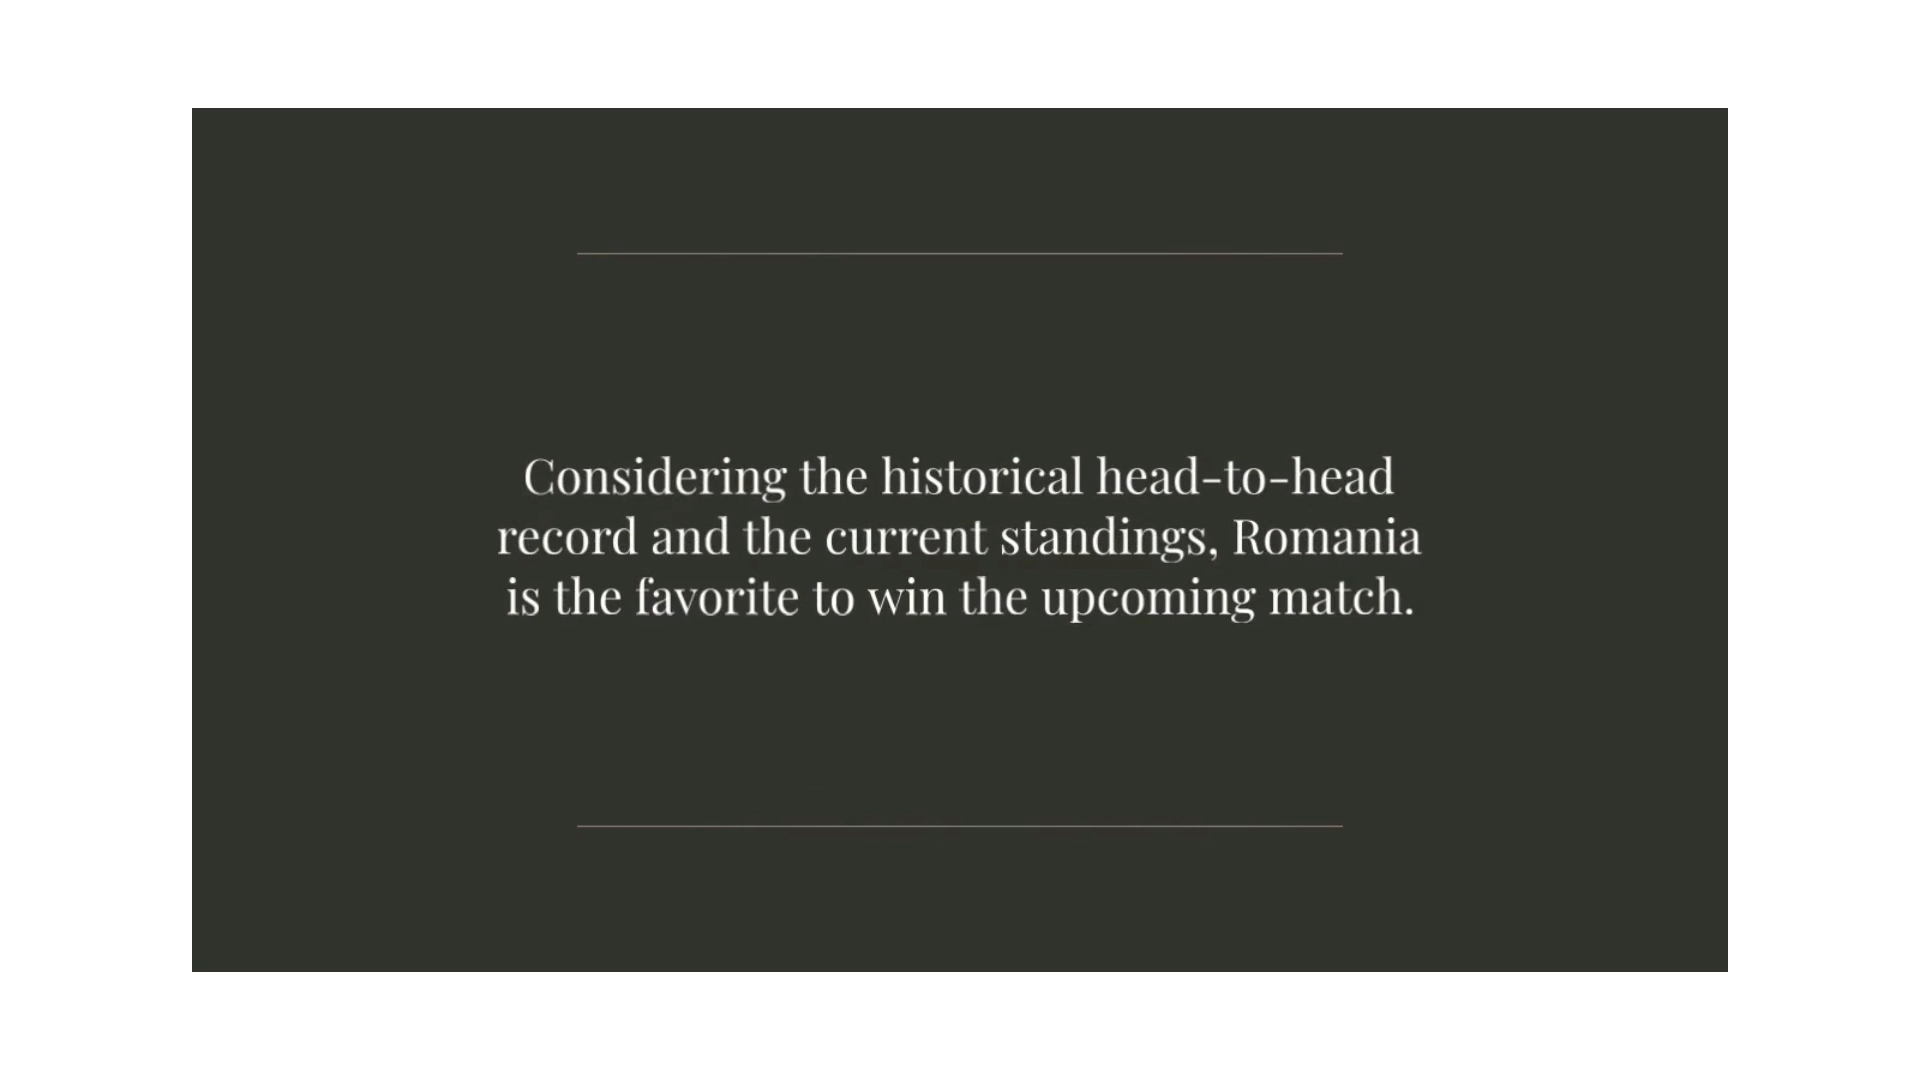 Considering the historical head-to-head
record and the current standings, Romania
is the favorite to win the upcoming match.